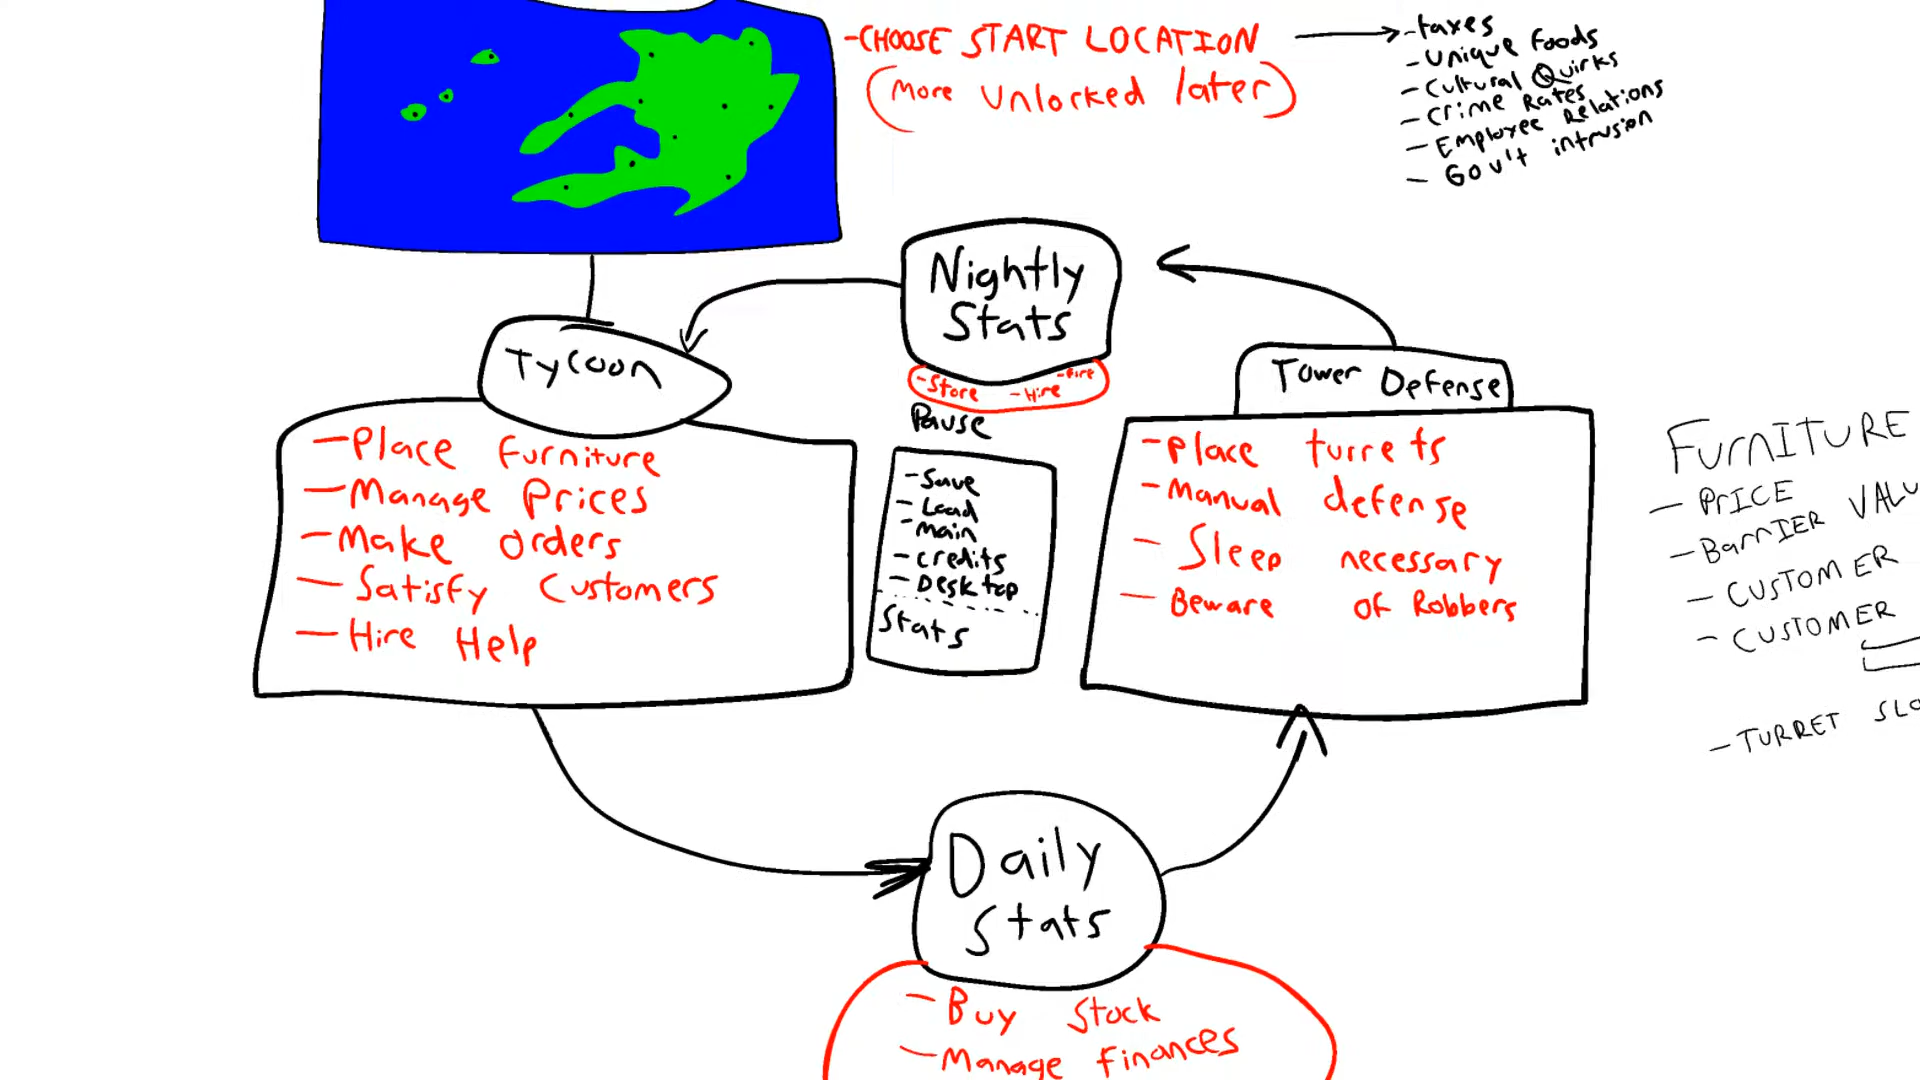 -CHOOSE START LOCATION
(more unlocked later)
-taxes
-unique foods
-Cultural Quirks
-Crime Rates
-Employee Relations
-Gov't intrusion
Nightly
Stats
-Store -Hire -Fire
Tycoon
-Place furniture
-Manage Prices
-Make orders
-Satisfy Customers
-Hire Help
Pause
-Save
-Load
-main
-credits
-Desktop
Stats
Tower Defense
-place turrets
-manual defense
-Sleep necessary
-Beware of Robbers
FURNITURE
-PRICE
-BARRIER VALU
-CUSTOMER
-CUSTOMER
-TURRET SLO
Daily
Stats
-Buy Stock
-Manage finances